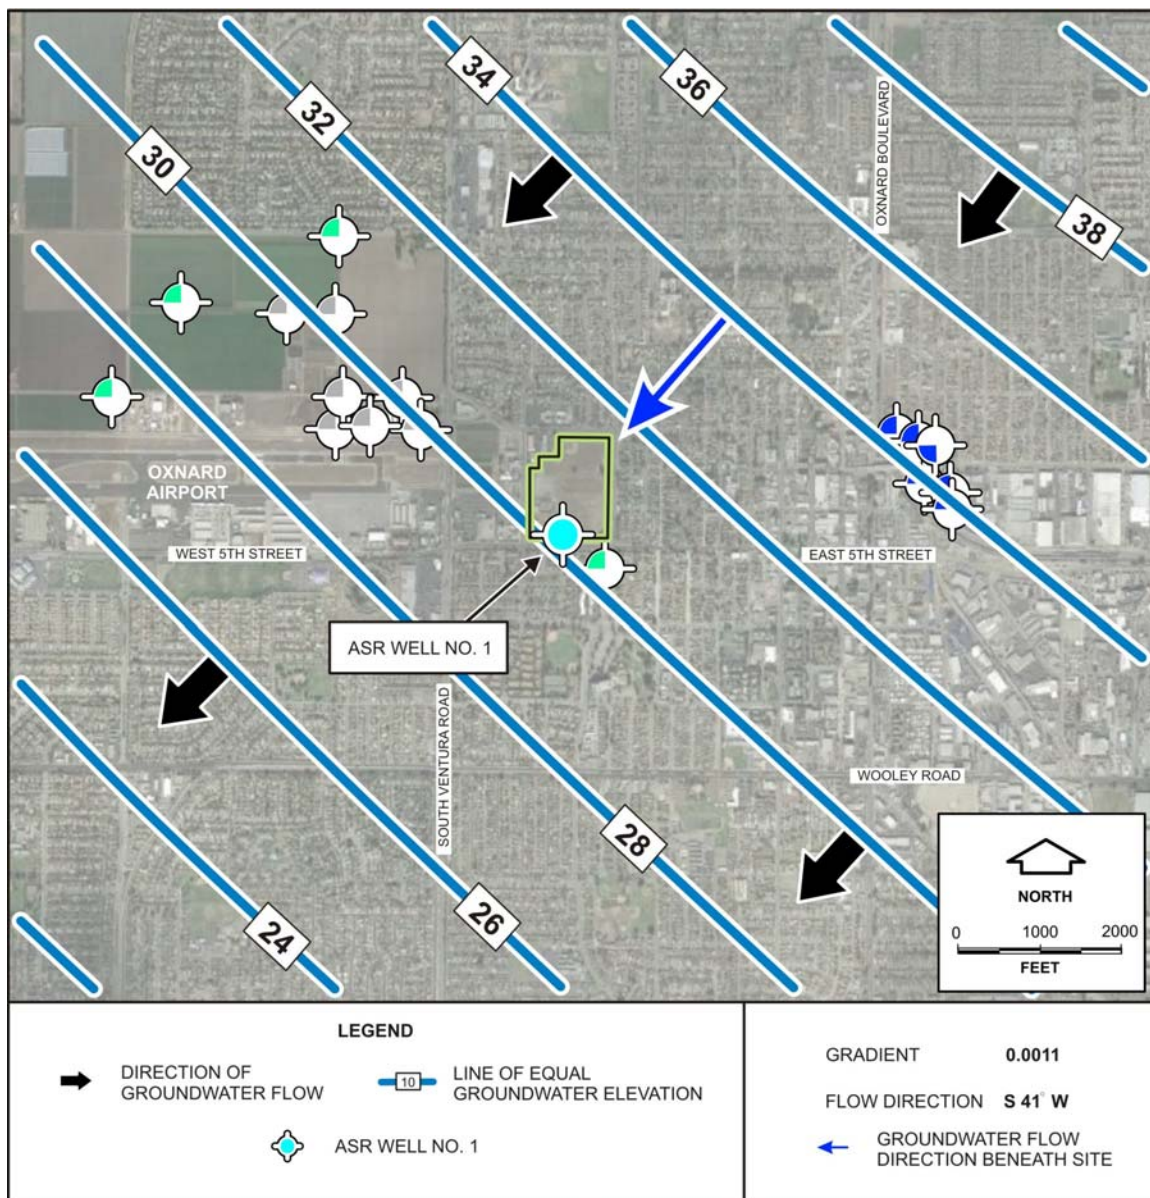 34
36
32
30
OXNARD BOULEVARD
38
OXNARD
AIRPORT
WEST 5TH STREET
EAST 5TH STREET
ASR WELL NO. 1
SOUTH VENTURA ROAD
WOOLEY ROAD
28
26
24
NORTH
0 1000 2000
FEET
LEGEND
DIRECTION OF
GROUNDWATER FLOW
10
LINE OF EQUAL
GROUNDWATER ELEVATION
ASR WELL NO. 1
GRADIENT 0.0011
FLOW DIRECTION S 41° W
GROUNDWATER FLOW
DIRECTION BENEATH SITE